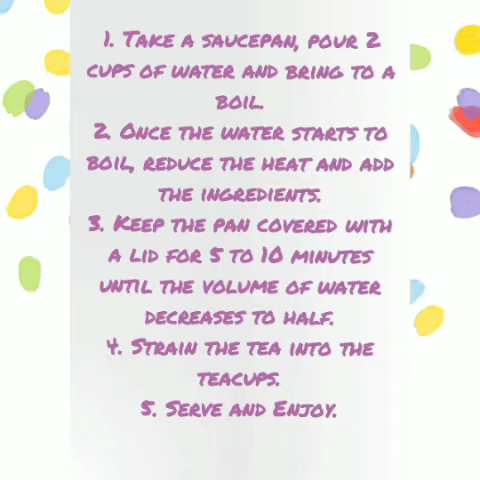 1. Take a saucepan, pour 2
cups of water and bring to a
boil.
2. Once the water starts to
boil, reduce the heat and add
the ingredients.
3. Keep the pan covered with
a lid for 5 to 10 minutes
until the volume of water
decreases to half.
4. Strain the tea into the
teacups.
5. Serve and Enjoy.